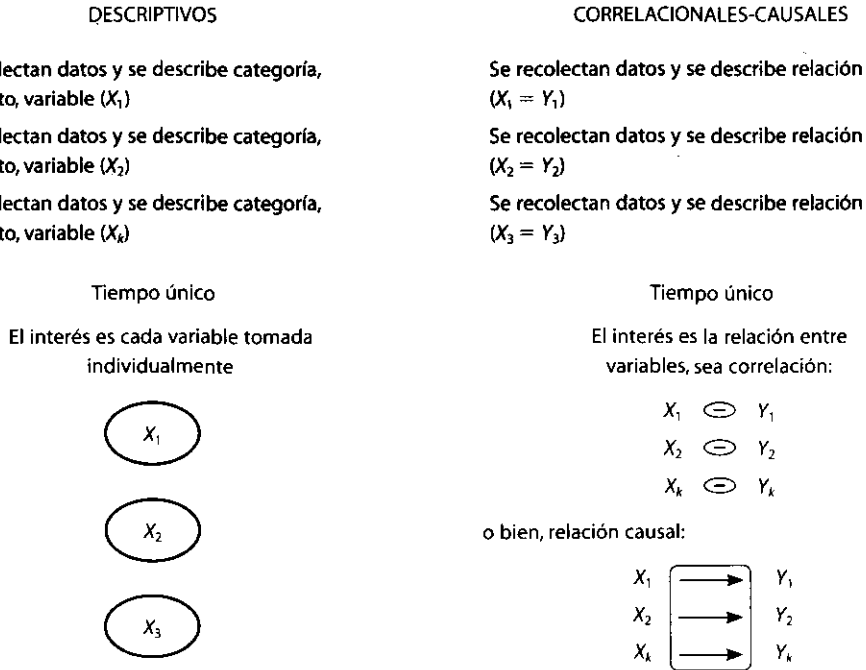 DESCRIPTIVOS
lectan datos y se describe categoría,
to, variable (X₁)
lectan datos y se describe categoría,
to, variable (X₂)
lectan datos y se describe categoría,
to, variable (Xₖ)
Tiempo único
El interés es cada variable tomada
individualmente
X₁
X₂
X₃
CORRELACIONALES-CAUSALES
Se recolectan datos y se describe relación
(X₁ = Y₁)
Se recolectan datos y se describe relación
(X₂ = Y₂)
Se recolectan datos y se describe relación
(X₃ = Y₃)
Tiempo único
El interés es la relación entre
variables, sea correlación:
X₁ Y₁
X₂ Y₂
Xₖ Yₖ
o bien, relación causal:
X₁ Y₁
X₂ Y₂
Xₖ Yₖ